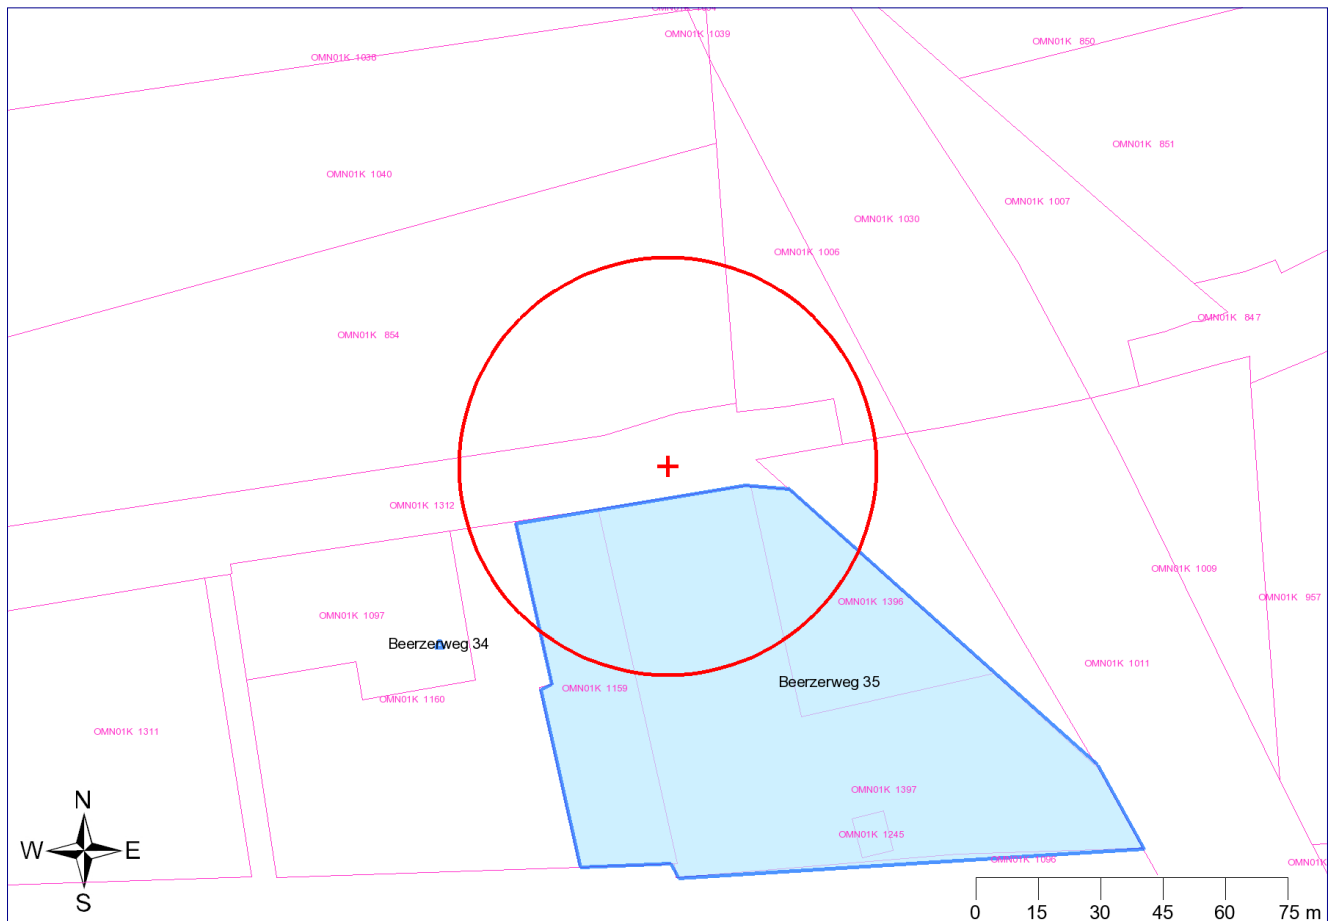 OMN01K 1039
OMN01K 850
OMN01K 1038
OMN01K 851
OMN01K 1040
OMN01K 1007
OMN01K 1030
OMN01K 1006
OMN01K 847
OMN01K 854
OMN01K 1312
OMN01K 1009
OMN01K 957
OMN01K 1396
OMN01K 1097
Beerzerweg 34
OMN01K 1011
Beerzerweg 35
OMN01K 1159
OMN01K 1160
OMN01K 1311
OMN01K 1397
N
OMN01K 1245
W E
OMN01K 1096
OMN01K
S
0 15 30 45 60 75 m